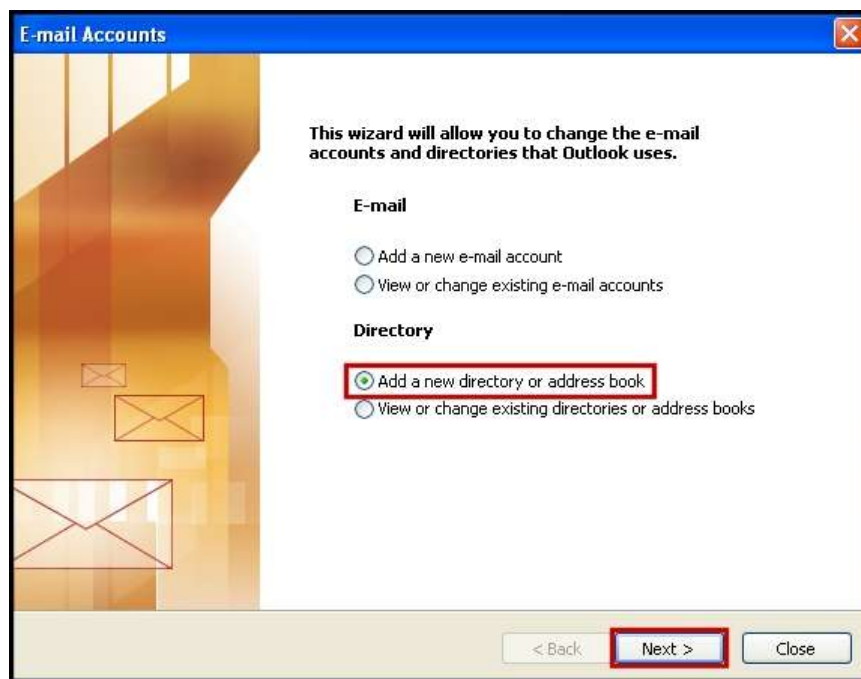 E-mail Accounts
This wizard will allow you to change the e-mail
accounts and directories that Outlook uses.
E-mail
Add a new e-mail account
View or change existing e-mail accounts
Directory
Add a new directory or address book
View or change existing directories or address books
< Back
Next >
Close